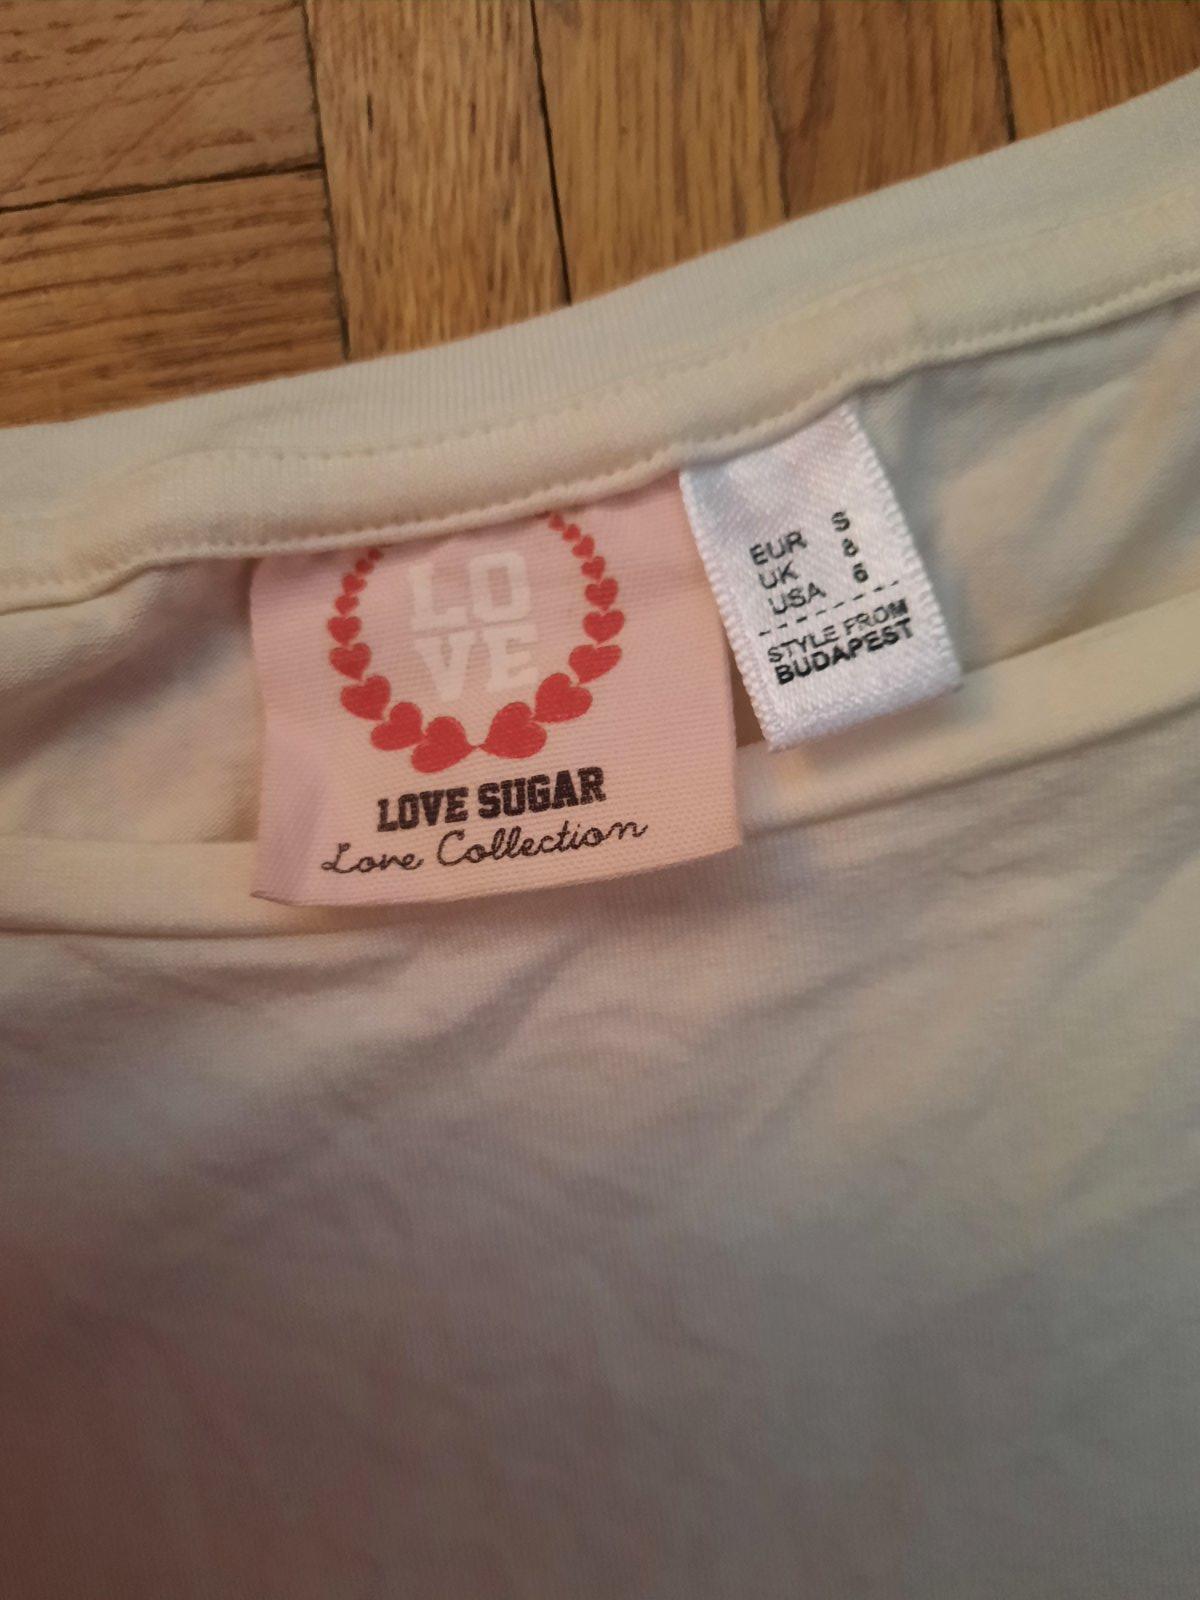 LO
VE
LOVE SUGAR
Love Collection
EUR S
UK 8
USA 6
STYLE FROM
BUDAPEST